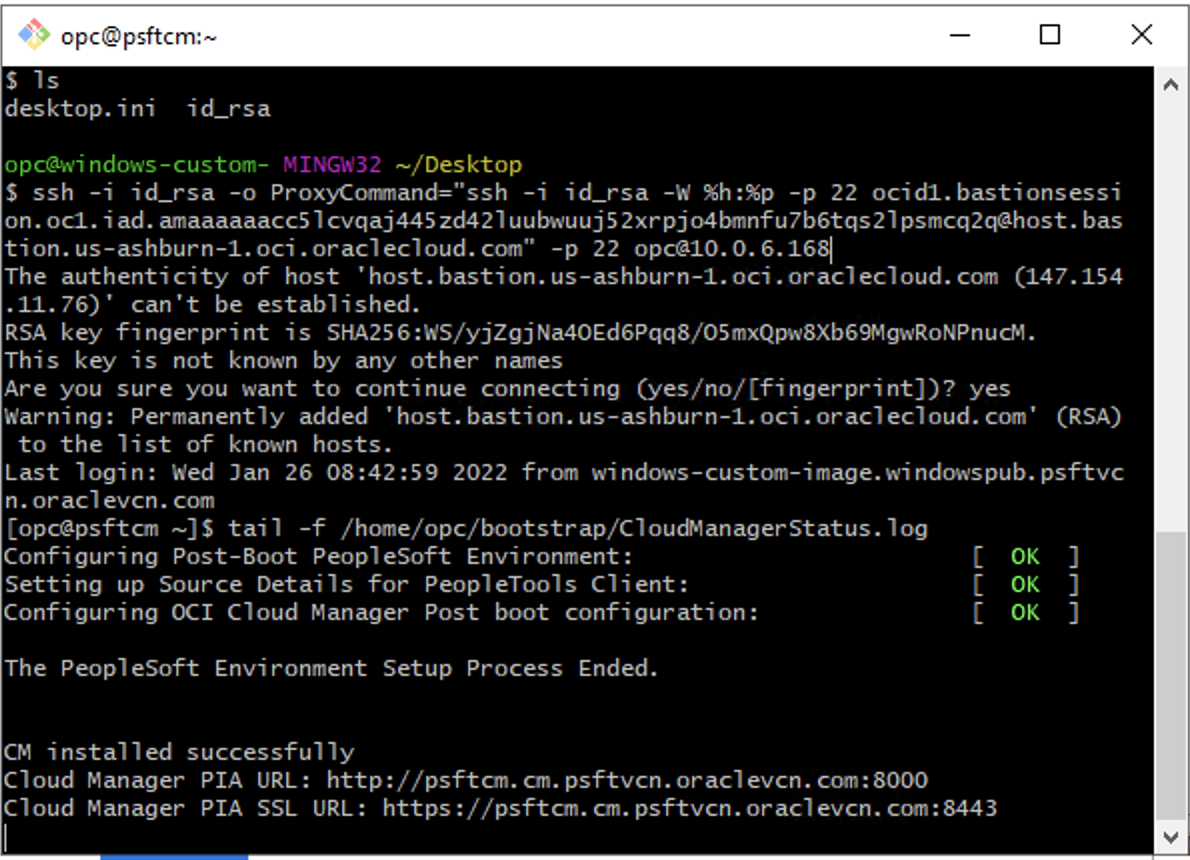 opc@psftcm:~
$ ls
desktop.ini  id_rsa
opc@windows-custom- MINGW32 ~/Desktop
$ ssh -i id_rsa -o ProxyCommand="ssh -i id_rsa -W %h:%p -p 22 ocid1.bastionsessi
on.oc1.iad.amaaaaaacc5lcvqaj445zd42luubwuuj52xrpjo4bmnfu7b6tqs2lpsmcq2q@host.bas
tion.us-ashburn-1.oci.oraclecloud.com" -p 22 opc@10.0.6.168
The authenticity of host 'host.bastion.us-ashburn-1.oci.oraclecloud.com (147.154
.11.76)' can't be established.
RSA key fingerprint is SHA256:WS/yjZgjNa4OEd6Pqq8/O5mxQpw8Xb69MgwRoNPnucM.
This key is not known by any other names
Are you sure you want to continue connecting (yes/no/[fingerprint])? yes
Warning: Permanently added 'host.bastion.us-ashburn-1.oci.oraclecloud.com' (RSA)
 to the list of known hosts.
Last login: Wed Jan 26 08:42:59 2022 from windows-custom-image.windowspub.psftvc
n.oraclevcn.com
[opc@psftcm ~]$ tail -f /home/opc/bootstrap/CloudManagerStatus.log
Configuring Post-Boot PeopleSoft Environment:                         [  OK  ]
Setting up Source Details for PeopleTools Client:                     [  OK  ]
Configuring OCI Cloud Manager Post boot configuration:                [  OK  ]
The PeopleSoft Environment Setup Process Ended.
CM installed successfully
Cloud Manager PIA URL: http://psftcm.cm.psftvcn.oraclevcn.com:8000
Cloud Manager PIA SSL URL: https://psftcm.cm.psftvcn.oraclevcn.com:8443